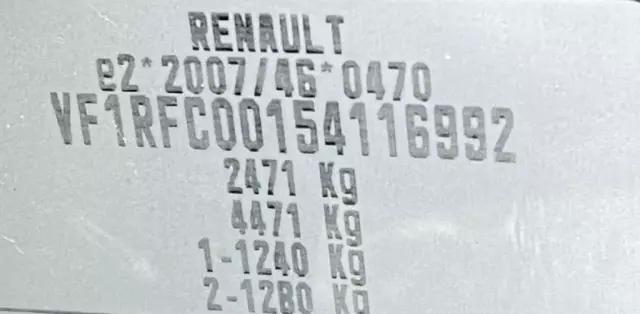 RENAULT
e2*2007/46*0470
VF1RFC00154116992
2471 Kg
4471 Kg
1-1240 Kg
2-1280 Kg